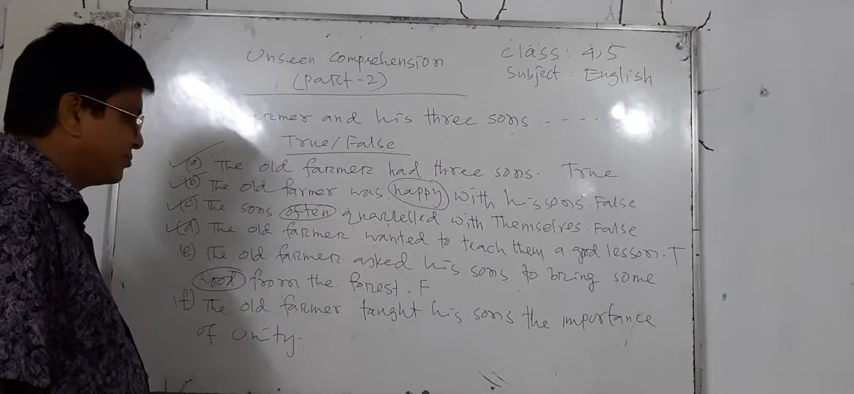 Unseen Comprehension
(Part-2)
Class: 4,5
Subject: English
and his three sons ----
True/False
(a) The old farmer had three sons. True
(b) The old farmer was happy with his sons. False
(c) The sons often quarrelled with Themselves. False
(d) The old farmer wanted to teach them a good lesson. T
(e) The old farmer asked his sons to bring some
from the forest. F
(f) The old farmer taught his sons the importance
of unity.